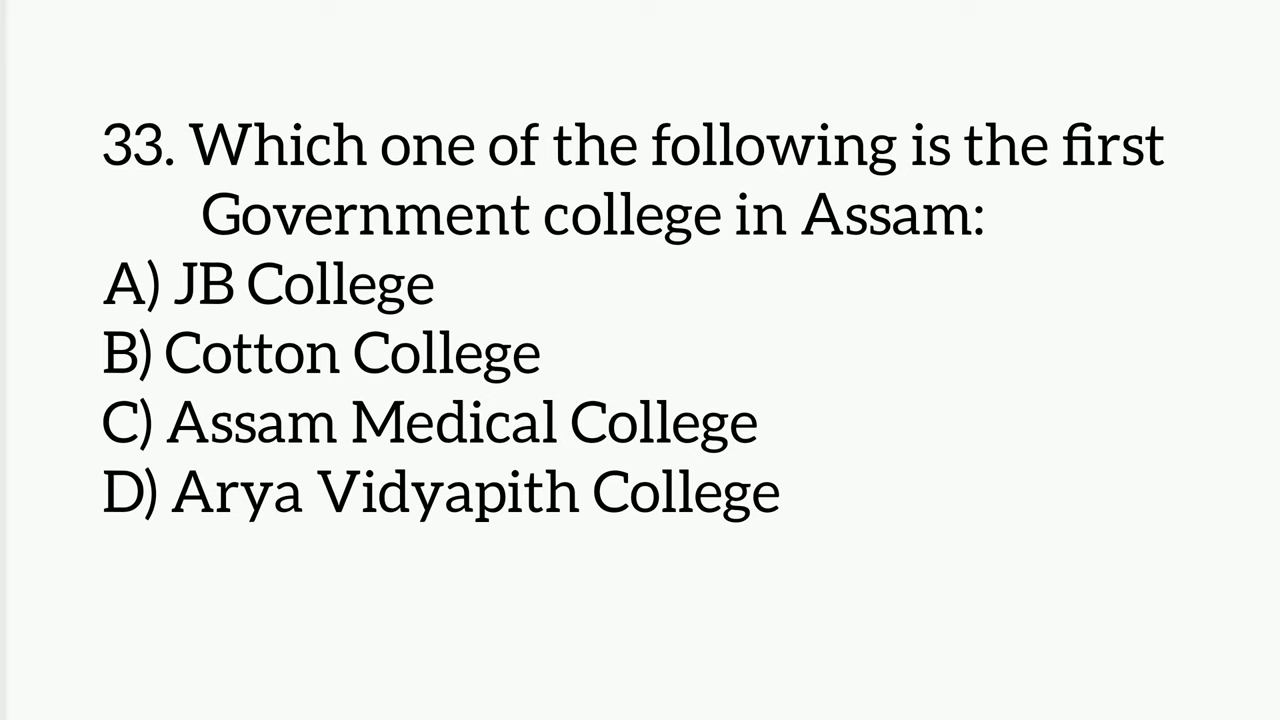 33. Which one of the following is the first
Government college in Assam:
A) JB College
B) Cotton College
C) Assam Medical College
D) Arya Vidyapith College